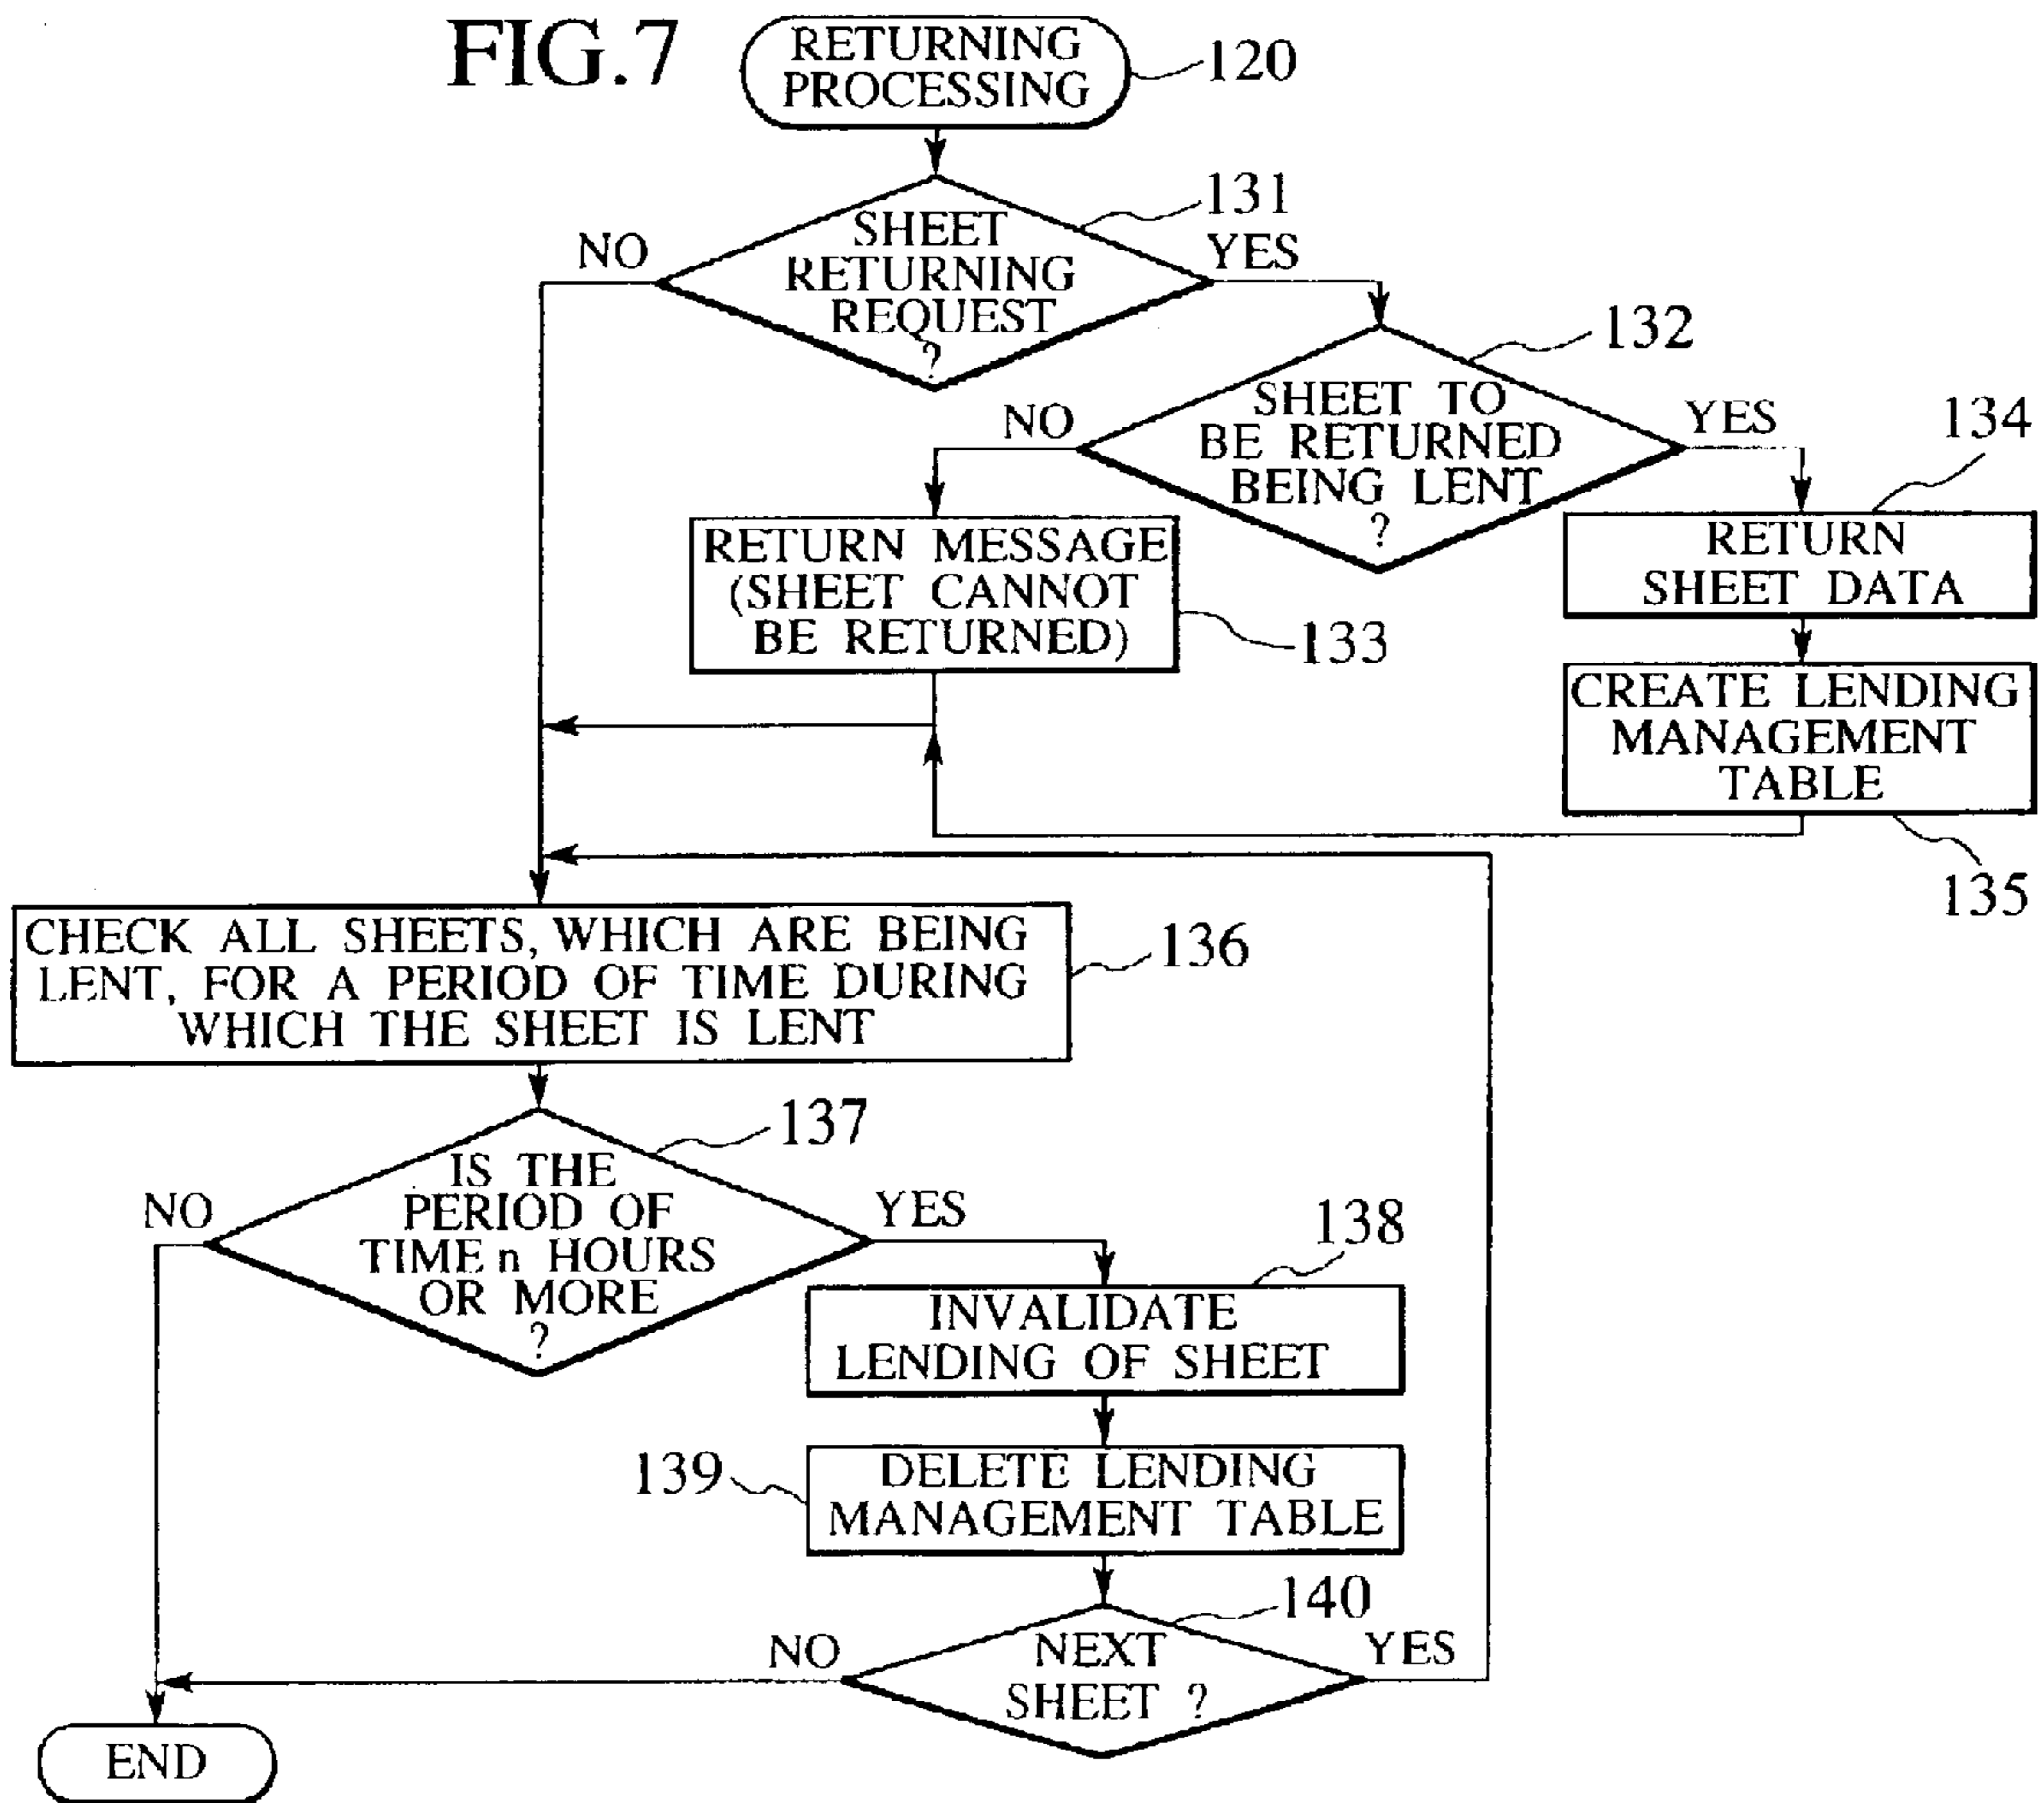 FIG.7
RETURNING
PROCESSING
120
SHEET
RETURNING
REQUEST
?
131
NO
YES
132
SHEET TO
BE RETURNED
BEING LENT
?
NO
YES
134
RETURN MESSAGE
(SHEET CANNOT
BE RETURNED)
133
RETURN
SHEET DATA
CREATE LENDING
MANAGEMENT
TABLE
135
CHECK ALL SHEETS, WHICH ARE BEING
LENT, FOR A PERIOD OF TIME DURING
WHICH THE SHEET IS LENT
136
137
IS THE
PERIOD OF
TIME n HOURS
OR MORE
?
NO
YES
138
INVALIDATE
LENDING OF SHEET
139
DELETE LENDING
MANAGEMENT TABLE
140
NEXT
SHEET ?
NO
YES
END